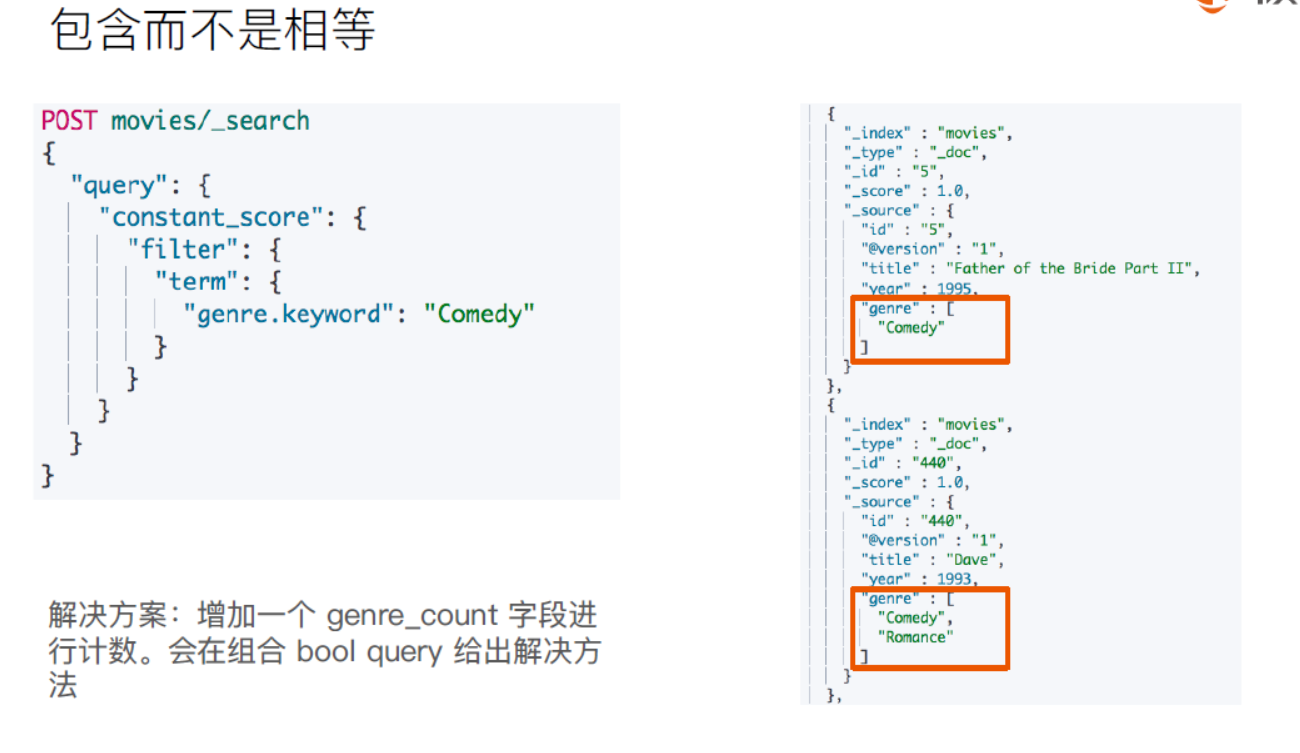 包含而不是相等
POST movies/_search
{
"query": {
"constant_score": {
"filter": {
"term": {
"genre.keyword": "Comedy"
}
}
}
}
}
解决方案：增加一个 genre_count 字段进
行计数。会在组合 bool query 给出解决方
法
{
"_index" : "movies",
"_type" : "_doc",
"_id" : "5",
"_score" : 1.0,
"_source" : {
"id" : "5",
"@version" : "1",
"title" : "Father of the Bride Part II",
"year" : 1995,
"genre" : [
"Comedy"
]
}
},
{
"_index" : "movies",
"_type" : "_doc",
"_id" : "440",
"_score" : 1.0,
"_source" : {
"id" : "440",
"@version" : "1",
"title" : "Dave",
"year" : 1993,
"genre" : [
"Comedy",
"Romance"
]
}
},